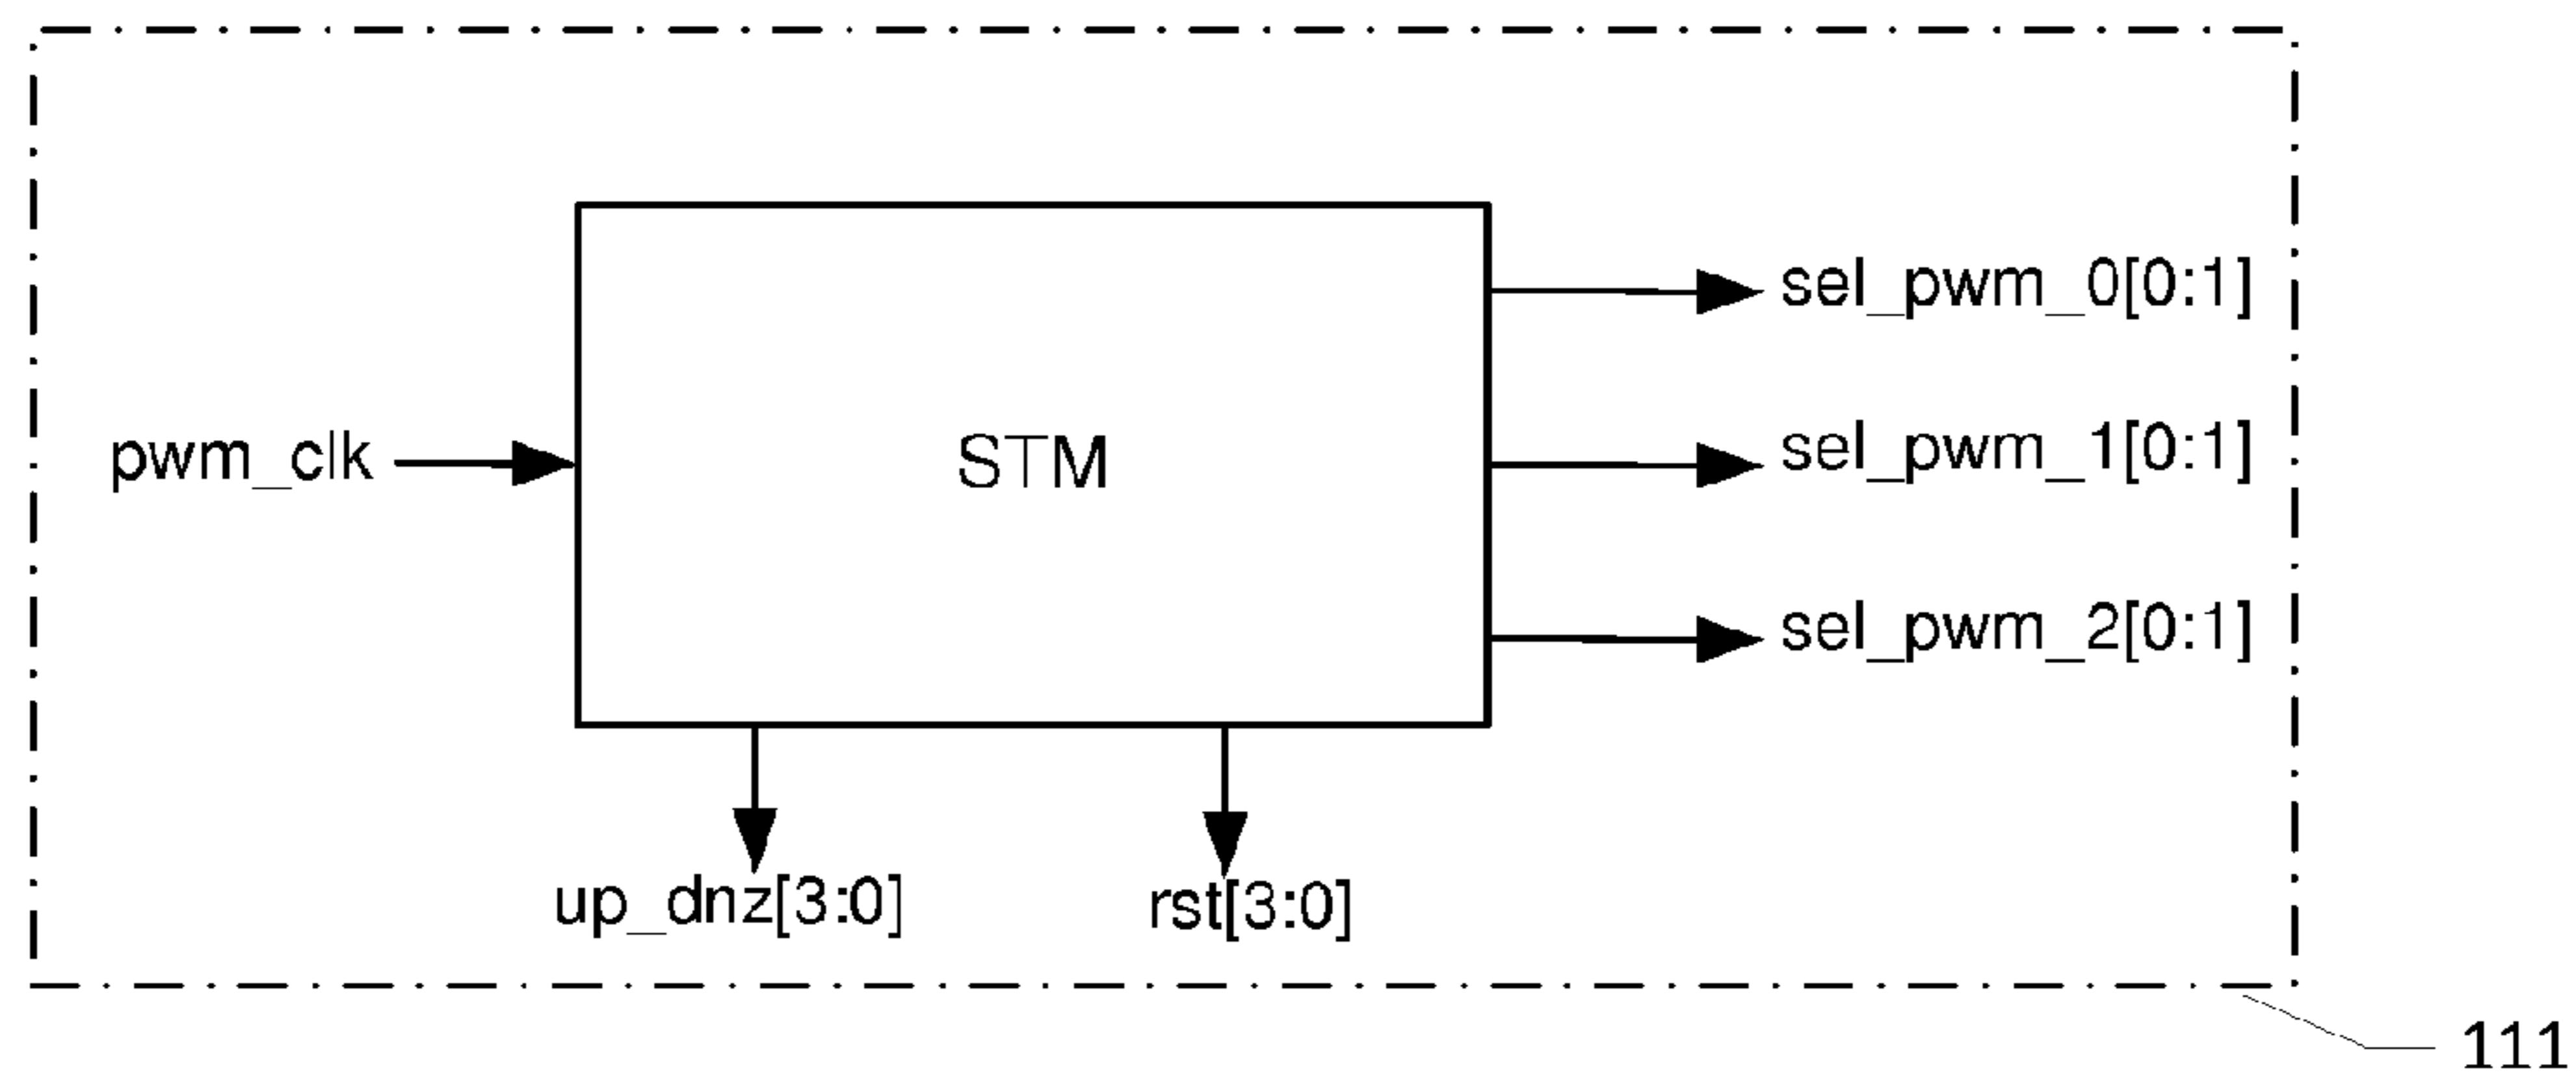 sel_pwm_0[0:1]
pwm_clk
STM
sel_pwm_1[0:1]
sel_pwm_2[0:1]
up_dnz[3:0]
rst[3:0]
111